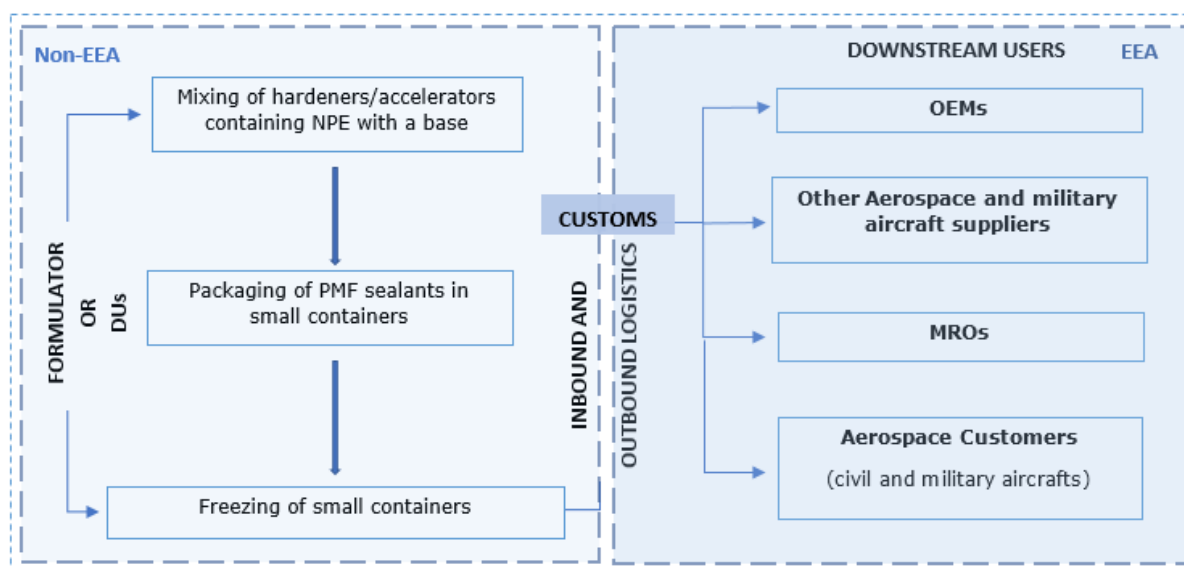 Non-EEA
Mixing of hardeners/accelerators
containing NPE with a base
Packaging of PMF sealants in
small containers
Freezing of small containers
FORMULATOR
OR
DUs
INBOUND AND
OUTBOUND LOGISTICS
CUSTOMS
DOWNSTREAM USERS
EEA
OEMs
Other Aerospace and military
aircraft suppliers
MROs
Aerospace Customers
(civil and military aircrafts)